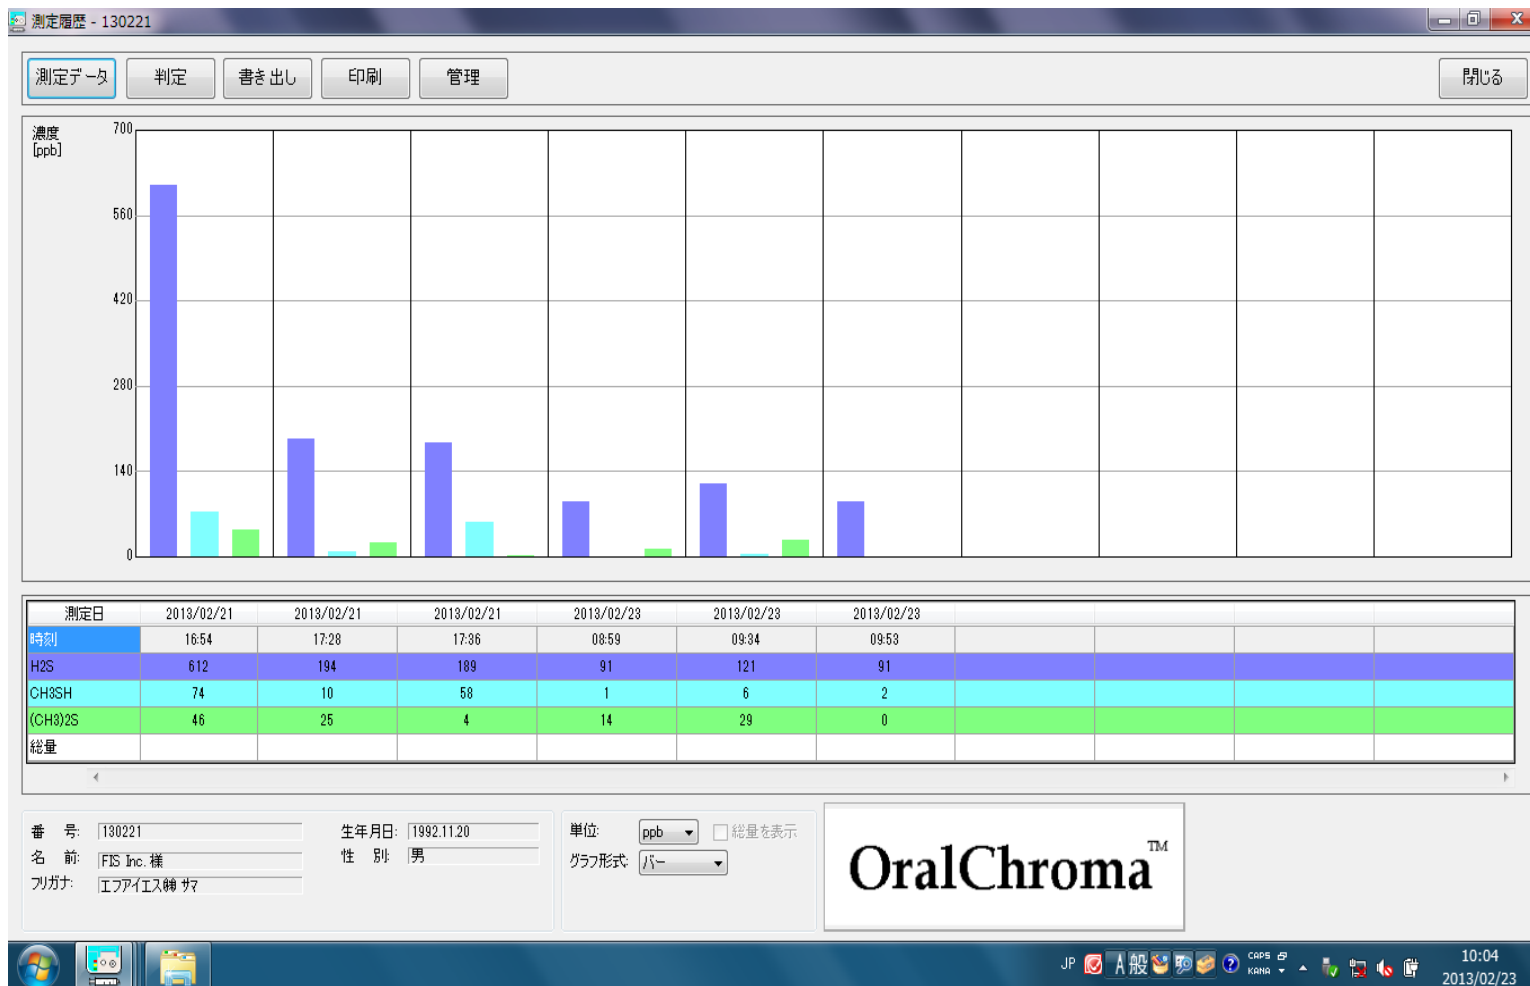 測定履歴 - 130221
測定データ 判定 書き出し 印刷 管理 閉じる
濃度
[ppb]
700
560
420
280
140
0
測定日 2013/02/21 2013/02/21 2013/02/21 2013/02/23 2013/02/23 2013/02/23
時刻 16:54 17:28 17:36 08:59 09:34 09:53
H2S 612 194 189 91 121 91
CH3SH 74 10 58 1 6 2
(CH3)2S 46 25 4 14 29 0
総量
番 号: 130221 生年月日: 1992.11.20 単位: ppb 総量を表示
名 前: FIS Inc. 様 性 別: 男 グラフ形式: バー
フリガナ: エフアイエス㈱ サマ
OralChroma™
JP A 般 CAPS KANA 10:04
2013/02/23